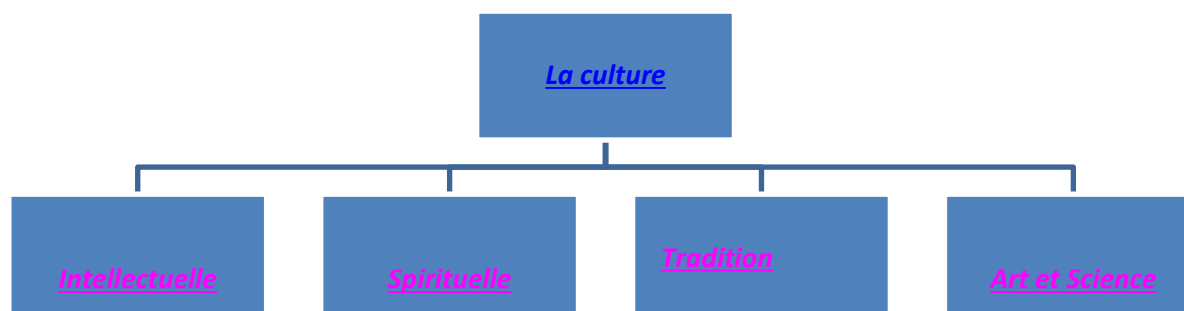 La culture
Intellectuelle
Spirituelle
Tradition
Art et Science